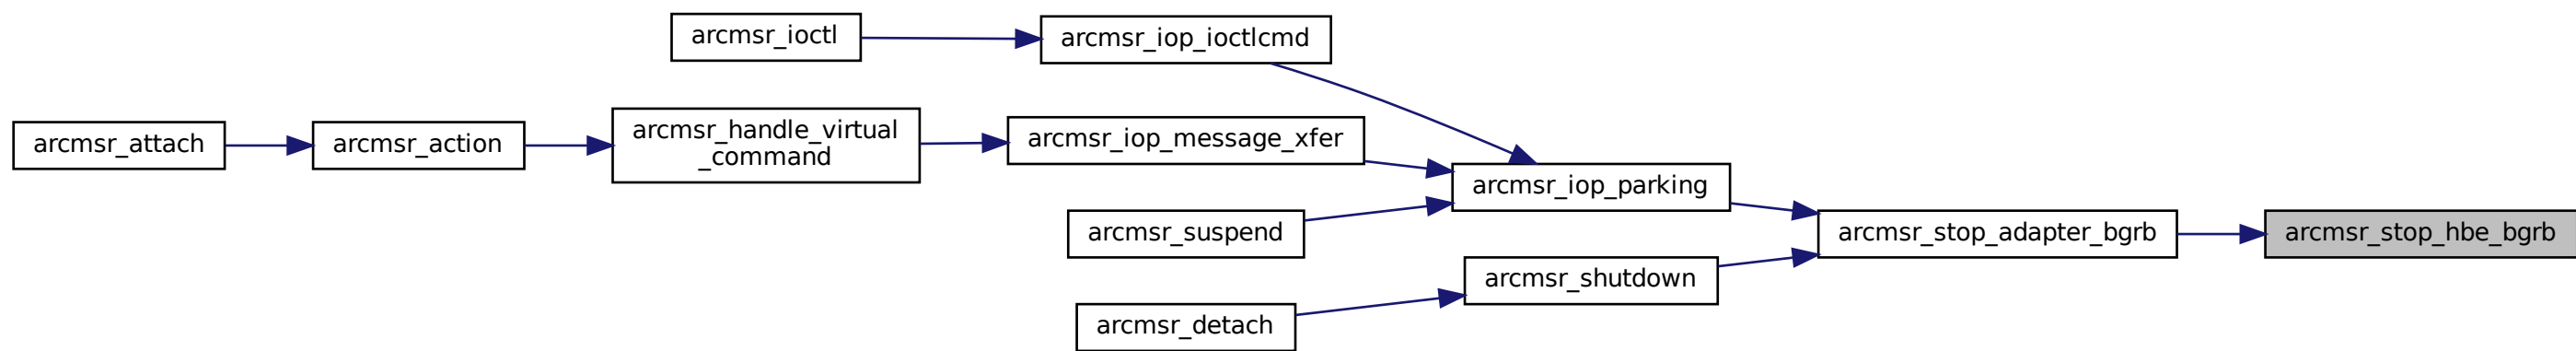 arcmsr_ioctl
arcmsr_iop_ioctlcmd
arcmsr_attach
arcmsr_action
arcmsr_handle_virtual
_command
arcmsr_iop_message_xfer
arcmsr_iop_parking
arcmsr_suspend
arcmsr_stop_adapter_bgrb
arcmsr_stop_hbe_bgrb
arcmsr_shutdown
arcmsr_detach